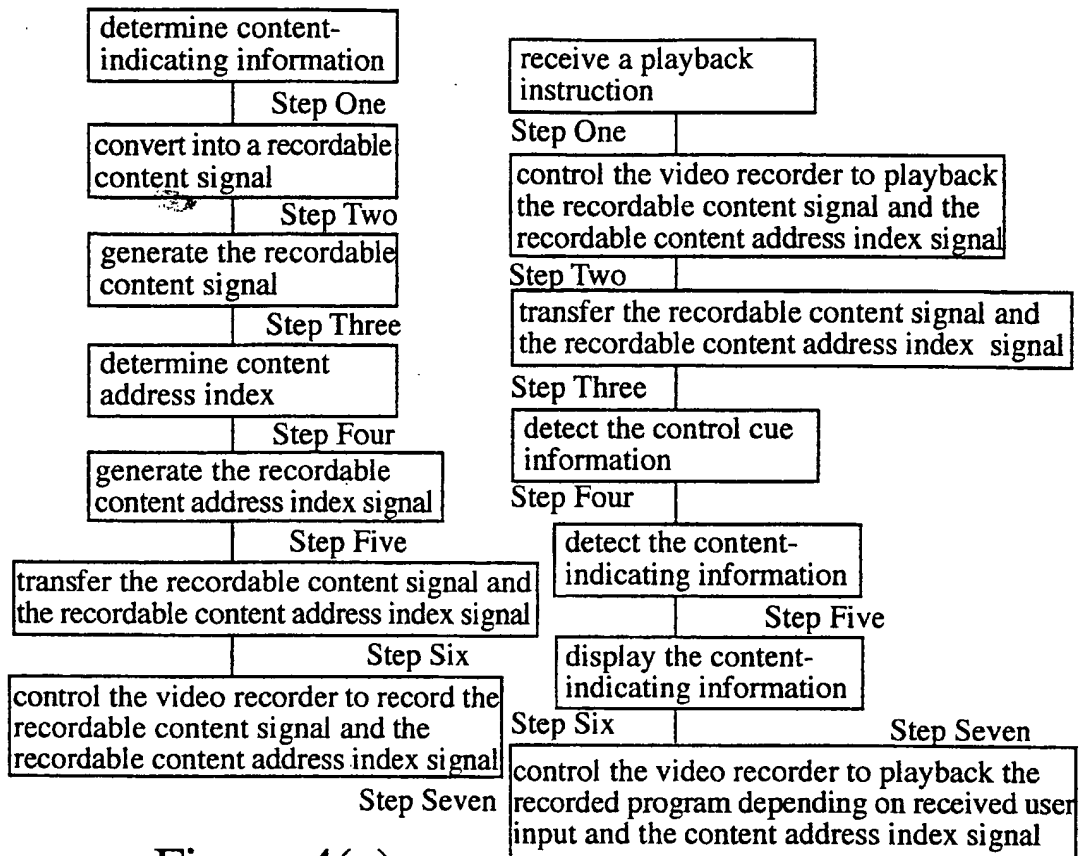 determine content-
indicating information
Step One
convert into a recordable
content signal
Step Two
generate the recordable
content signal
Step Three
determine content
address index
Step Four
generate the recordable
content address index signal
Step Five
transfer the recordable content signal and
the recordable content address index signal
Step Six
control the video recorder to record the
recordable content signal and the
recordable content address index signal
Step Seven
receive a playback
instruction
Step One
control the video recorder to playback
the recordable content signal and the
recordable content address index signal
Step Two
transfer the recordable content signal and
the recordable content address index signal
Step Three
detect the control cue
information
Step Four
detect the content-
indicating information
Step Five
display the content-
indicating information
Step Six
Step Seven
control the video recorder to playback the
recorded program depending on received user
input and the content address index signal